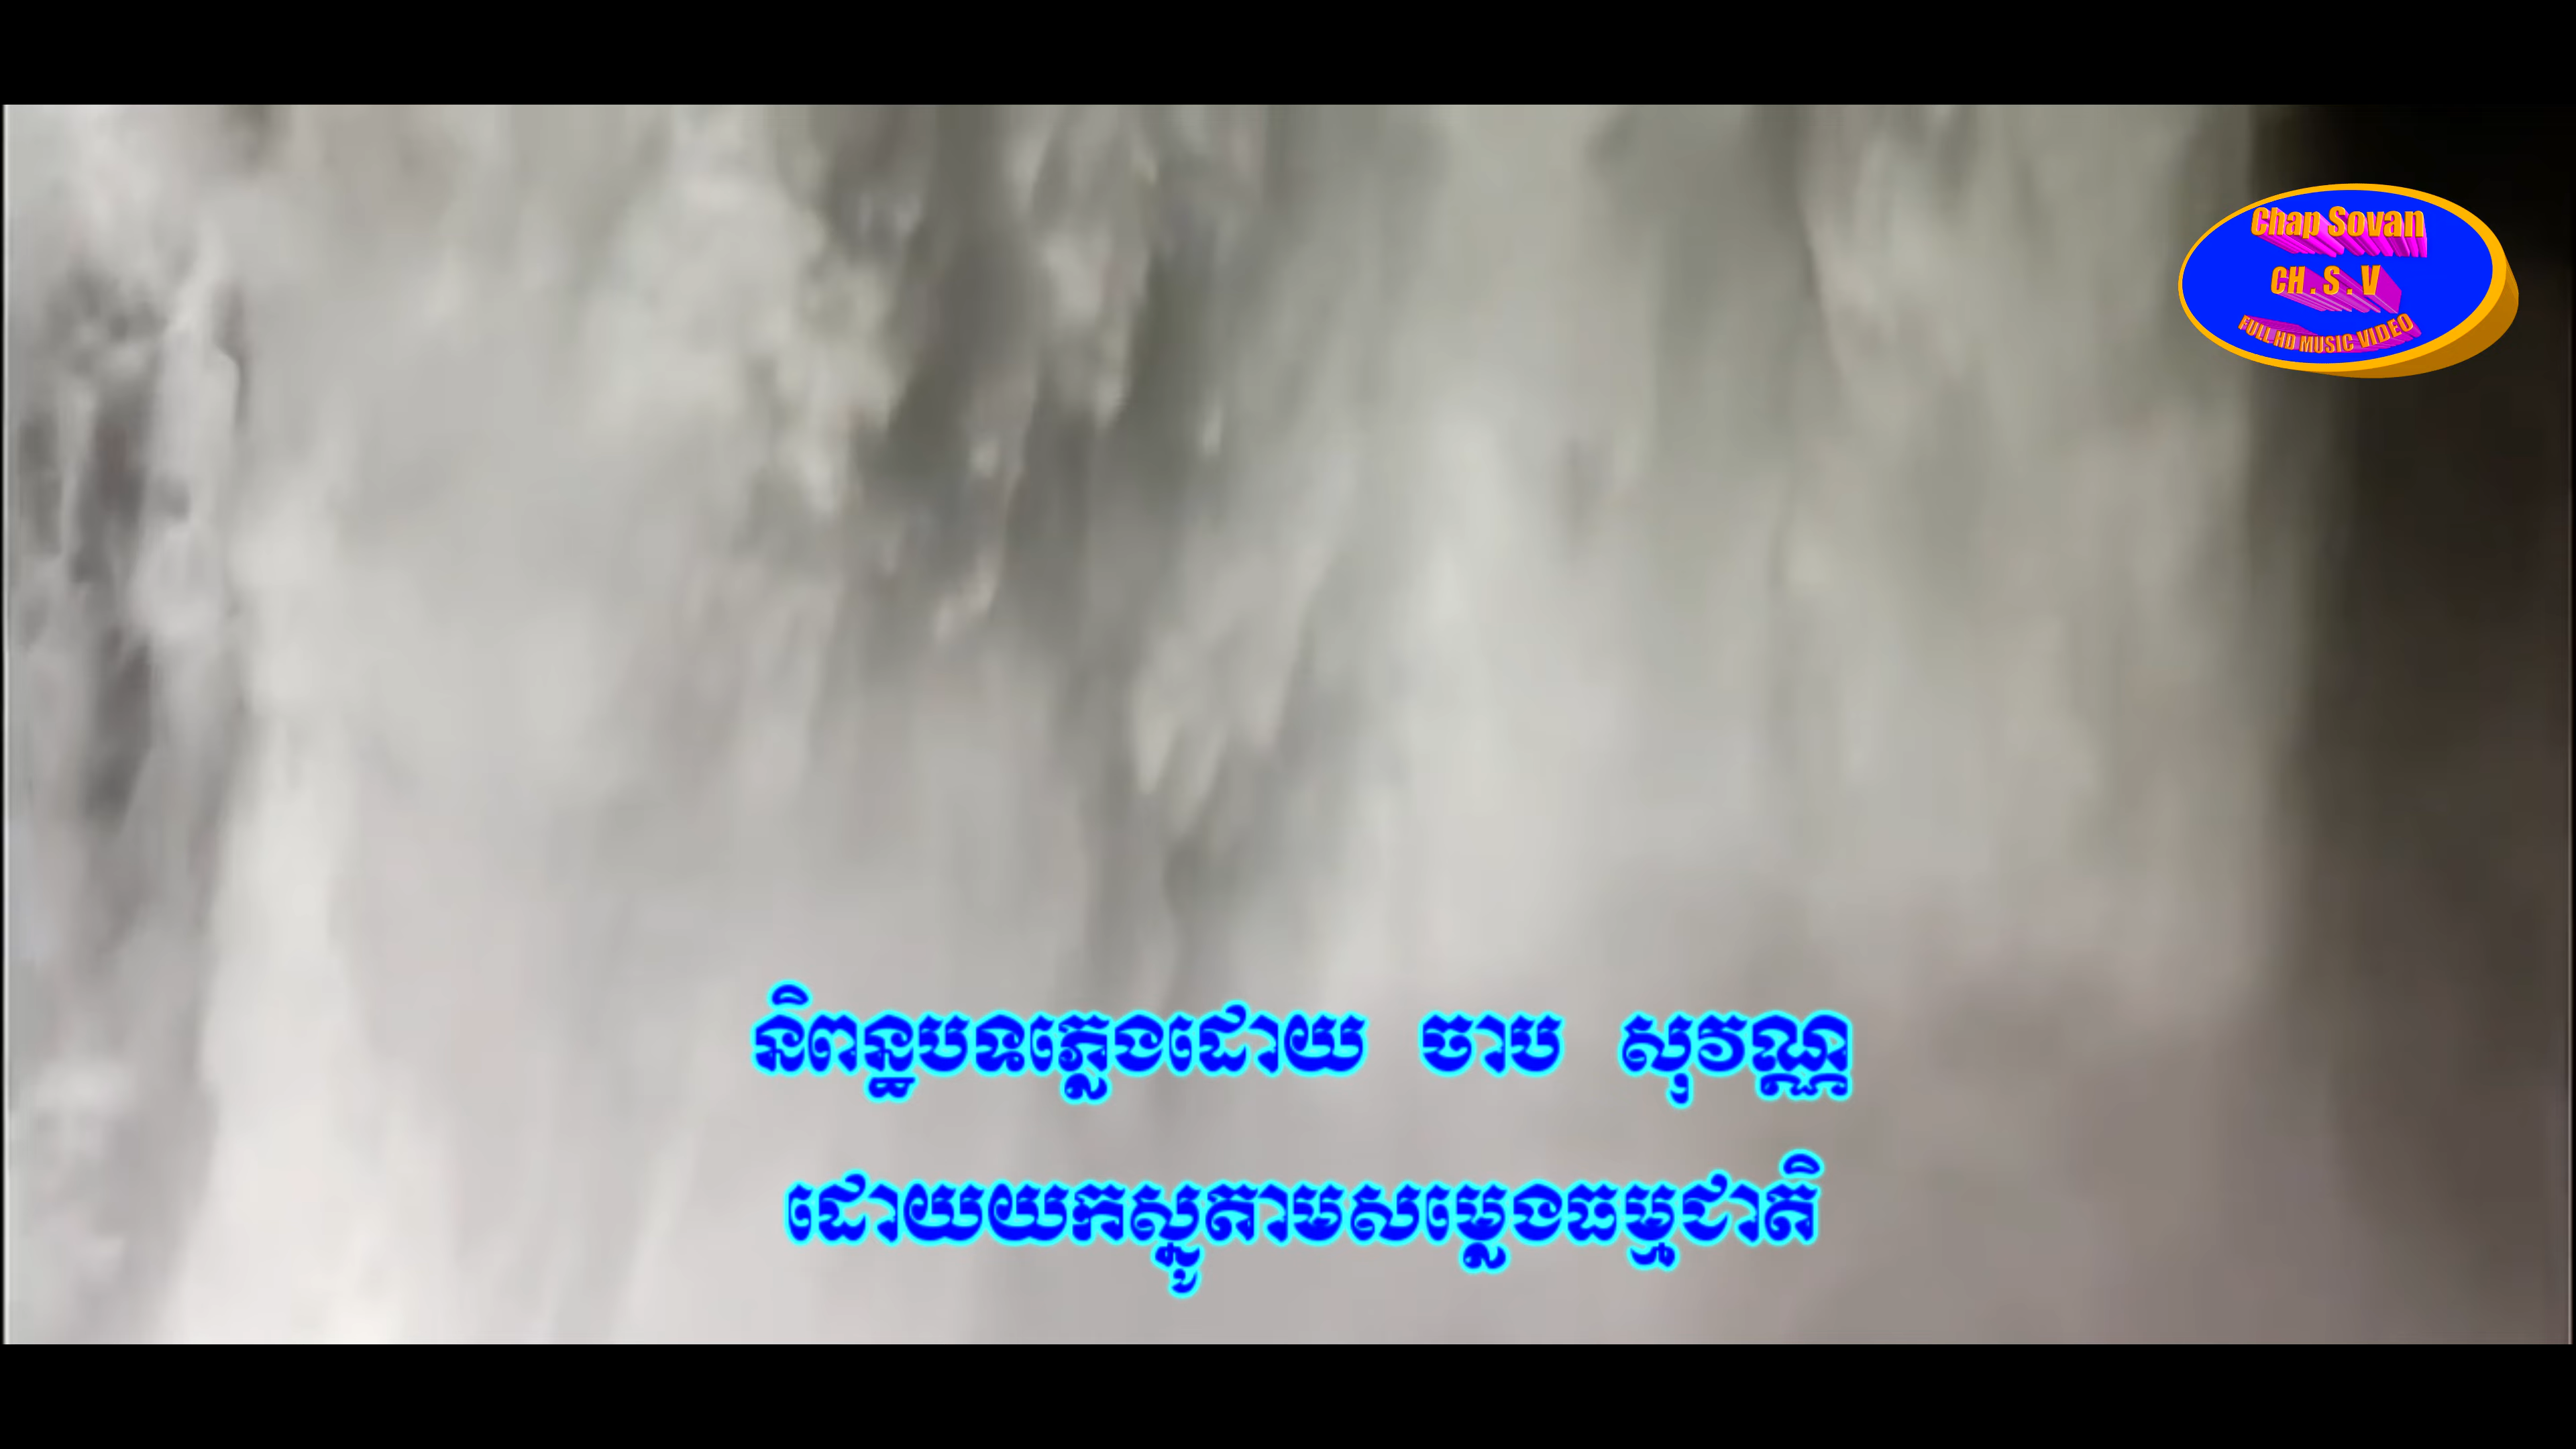 Chap Sovan
CH . S . V
FULL HD MUSIC VIDEO
និពន្ធបទភ្លេងដោយ ចាប សុវណ្ណ
ដោយយកស្នូតាមសម្លេងធម្មជាតិ